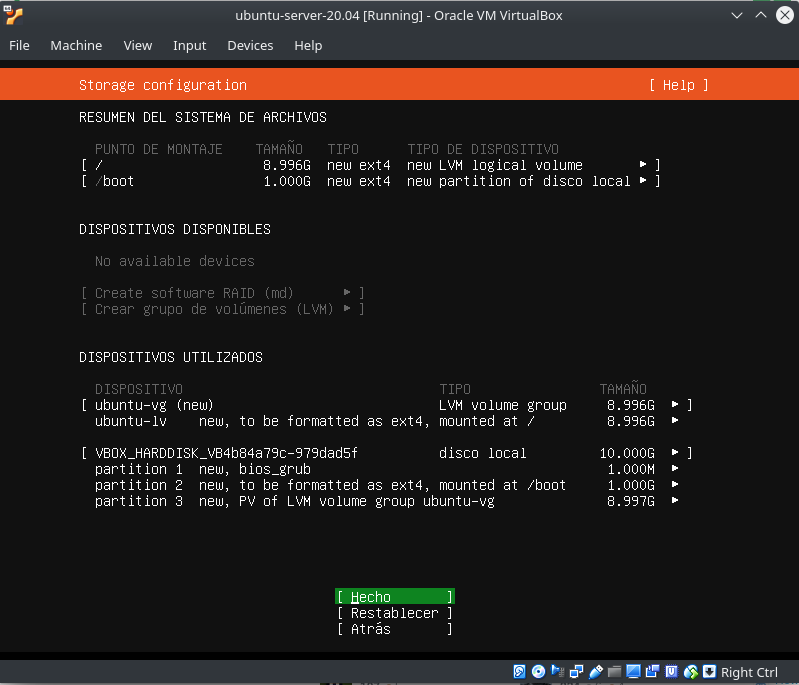 ubuntu-server-20.04 [Running] - Oracle VM VirtualBox
File Machine View Input Devices Help
Storage configuration [ Help ]
RESUMEN DEL SISTEMA DE ARCHIVOS
PUNTO DE MONTAJE TAMAÑO TIPO TIPO DE DISPOSITIVO
[ / 8.996G new ext4 new LVM logical volume ▸ ]
[ /boot 1.000G new ext4 new partition of disco local ▸ ]
DISPOSITIVOS DISPONIBLES
No available devices
[ Create software RAID (md) ▸ ]
[ Crear grupo de volúmenes (LVM) ▸ ]
DISPOSITIVOS UTILIZADOS
DISPOSITIVO TIPO TAMAÑO
[ ubuntu-vg (new) LVM volume group 8.996G ▸ ]
ubuntu-lv new, to be formatted as ext4, mounted at / 8.996G ▸
[ VBOX_HARDDISK_VB4b84a79c-979dad5f disco local 10.000G ▸ ]
partition 1 new, bios_grub 1.000M ▸
partition 2 new, to be formatted as ext4, mounted at /boot 1.000G ▸
partition 3 new, PV of LVM volume group ubuntu-vg 8.997G ▸
[ Hecho ]
[ Restablecer ]
[ Atrás ]
Right Ctrl